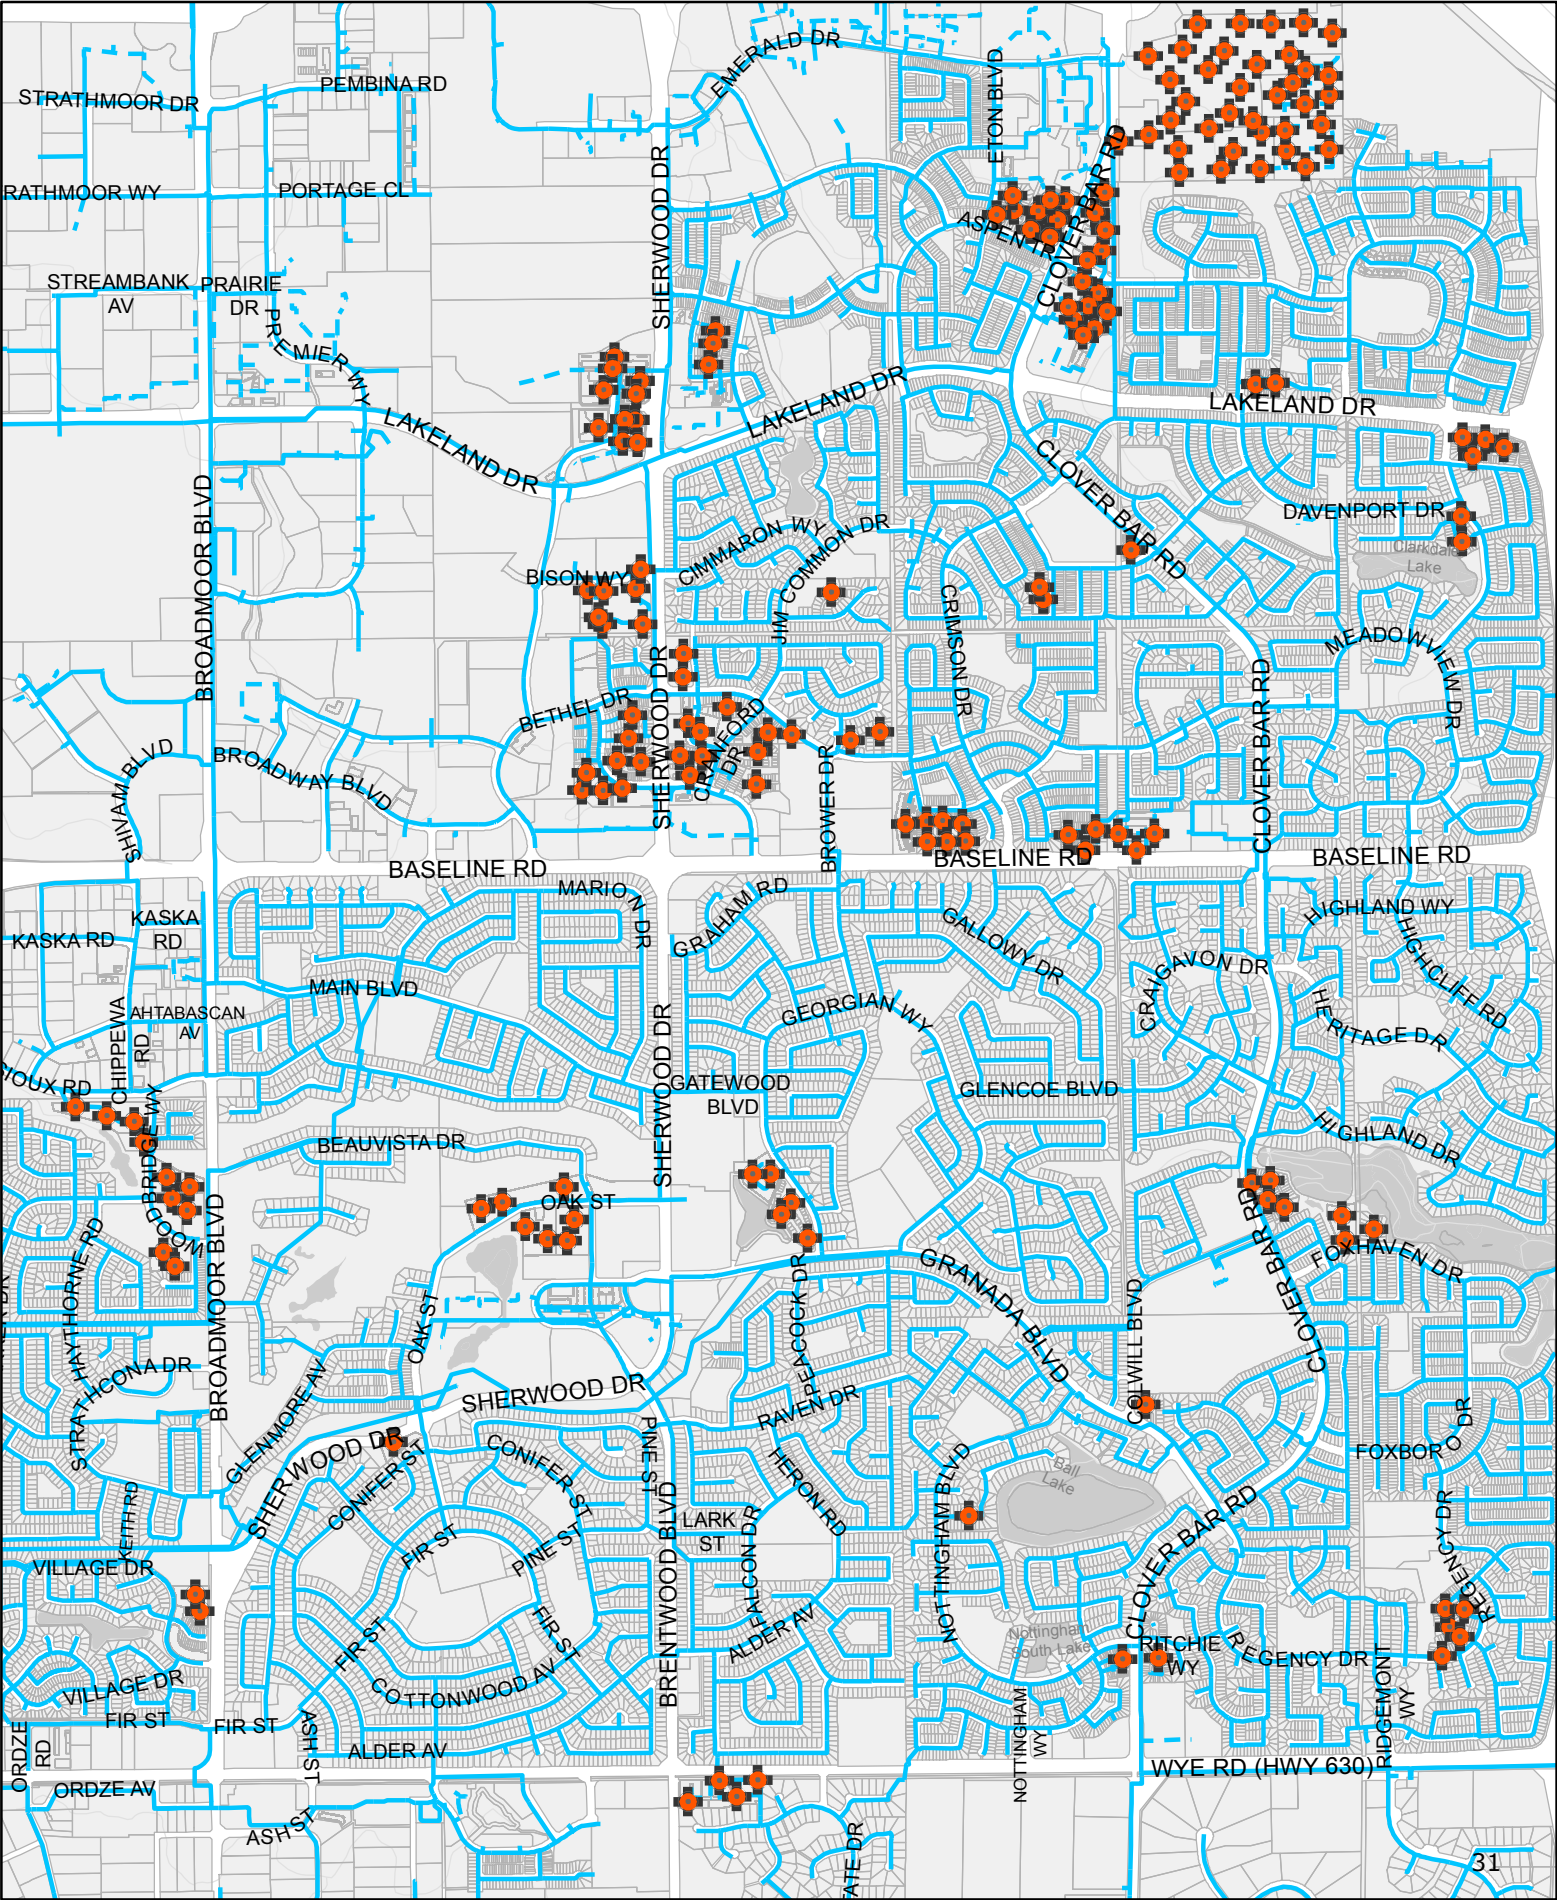 EMERALD DR
ETON BLVD
PEMBINA RD
STRATHMOOR DR
RATHMOOR WY
PORTAGE CL
SHERWOOD DR
CLOVER BAR RD
ASPEN TR
STREAMBANK
AV
PRAIRIE
DR
PREMIER WY
LAKELAND DR
LAKELAND DR
LAKELAND DR
CLOVER BAR RD
BROADMOOR BLVD
DAVENPORT DR
Clarkdale
Lake
CIMMARON WY
JIM COMMON DR
BISON WY
CRIMSON DR
MEADOWVIEW DR
SHERWOOD DR
CLOVER BAR RD
BETHEL DR
CRANFORD
DR
BROWER DR
SHIVAM BLVD
BROADWAY BLVD
BASELINE RD
BASELINE RD
BASELINE RD
MARION DR
GRAHAM RD
KASKA
RD
KASKA RD
GALLOWY DR
HIGHLAND WY
HIGHCLIFF RD
CRAIGAVON DR
MAIN BLVD
GEORGIAN WY
HERITAGE DR
CHIPPEWA
RD
AHTABASCAN
AV
SHERWOOD DR
SIOUX RD
GATEWOOD
BLVD
GLENCOE BLVD
HIGHLAND DR
BEAUVISTA DR
WOODBRIDGE WY
OAK ST
BROADMOOR BLVD
HAYTHORNE RD
CLOVER BAR RD
FOXHAVEN DR
GRANADA BLVD
PEACOCK DR
COLWILL BLVD
OAK ST
STRATHCONA DR
GLENMORE AV
SHERWOOD DR
RAVEN DR
FOXBORO DR
SHERWOOD DR
CONIFER ST
CONIFER ST
PINE ST
HERON RD
Ball
Lake
NOTTINGHAM BLVD
KEITH RD
VILLAGE DR
FIR ST
PINE ST
LARK
ST
BRENTWOOD BLVD
FALCON DR
CLOVER BAR RD
REGENCY DR
FIR ST
FIR ST
ALDER AV
Nottingham
South Lake
RITCHIE
WY
REGENCY DR
VILLAGE DR
COTTONWOOD AV
RIDGEMONT
WY
NOTTINGHAM
WY
FIR ST
FIR ST
ASH ST
ALDER AV
ORDZE
RD
ORDZE AV
WYE RD (HWY 630)
ASH ST
ATE DR
31